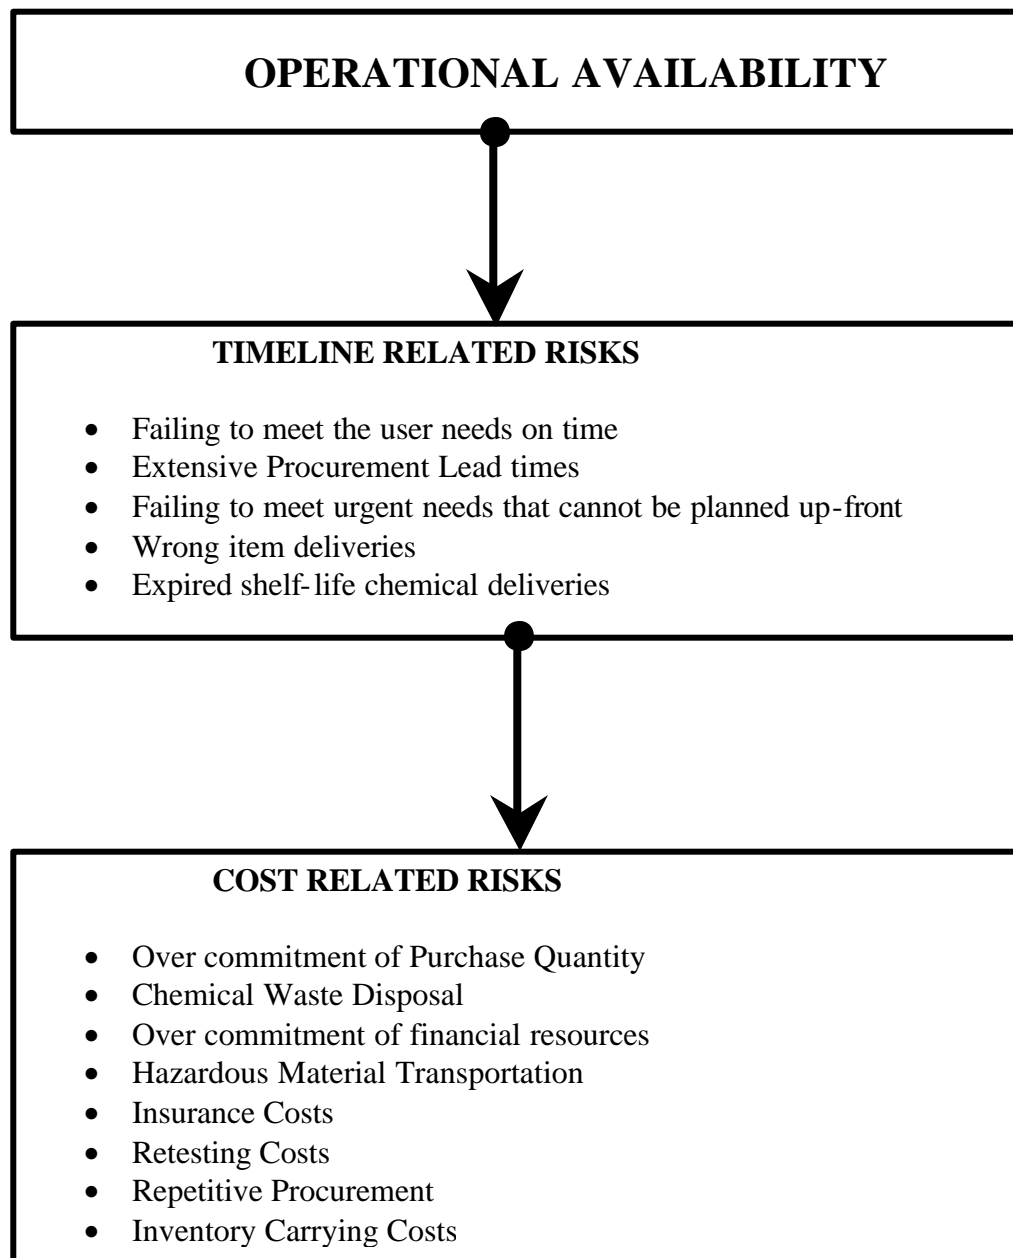 OPERATIONAL AVAILABILITY
TIMELINE RELATED RISKS
• Failing to meet the user needs on time
• Extensive Procurement Lead times
• Failing to meet urgent needs that cannot be planned up-front
• Wrong item deliveries
• Expired shelf-life chemical deliveries
COST RELATED RISKS
• Over commitment of Purchase Quantity
• Chemical Waste Disposal
• Over commitment of financial resources
• Hazardous Material Transportation
• Insurance Costs
• Retesting Costs
• Repetitive Procurement
• Inventory Carrying Costs